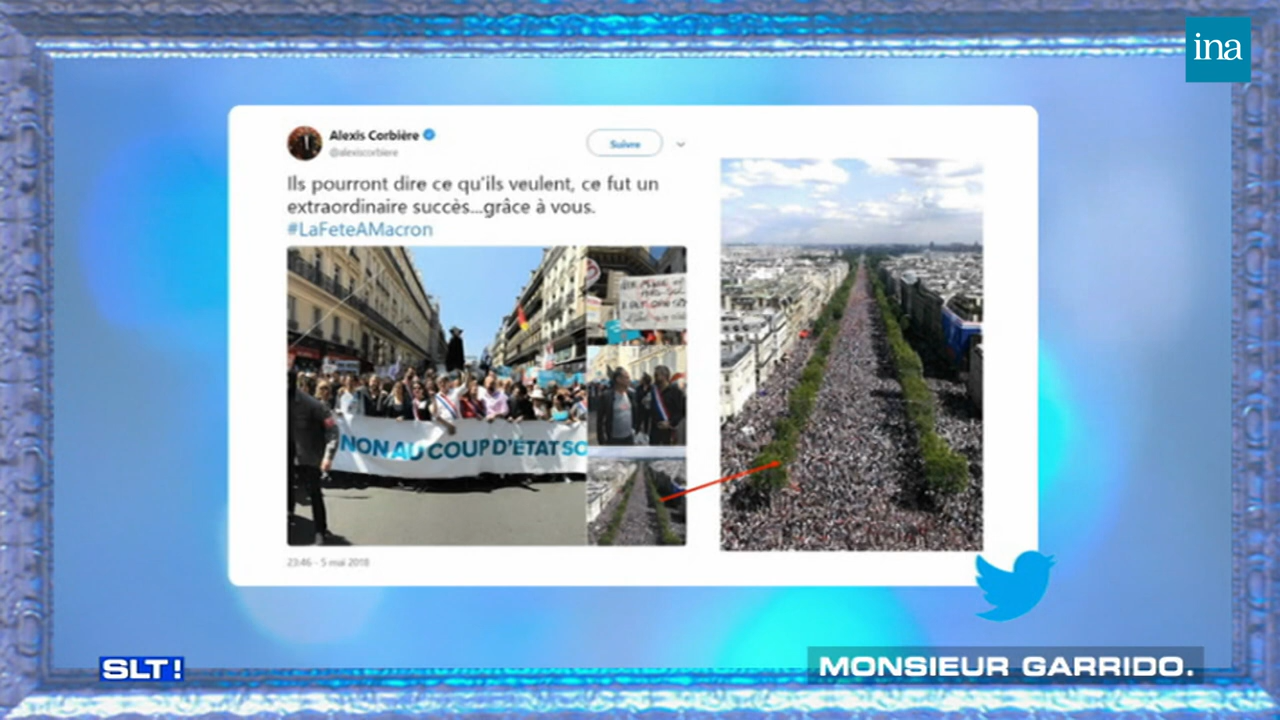 ina
Alexis Corbière
@alexiscorbiere
Suivre
Ils pourront dire ce qu'ils veulent, ce fut un
extraordinaire succès...grâce à vous.
#LaFeteAMacron
NON AU COUP D'ÉTAT SO
23:46 - 5 mai 2018
SLT!
MONSIEUR GARRIDO.